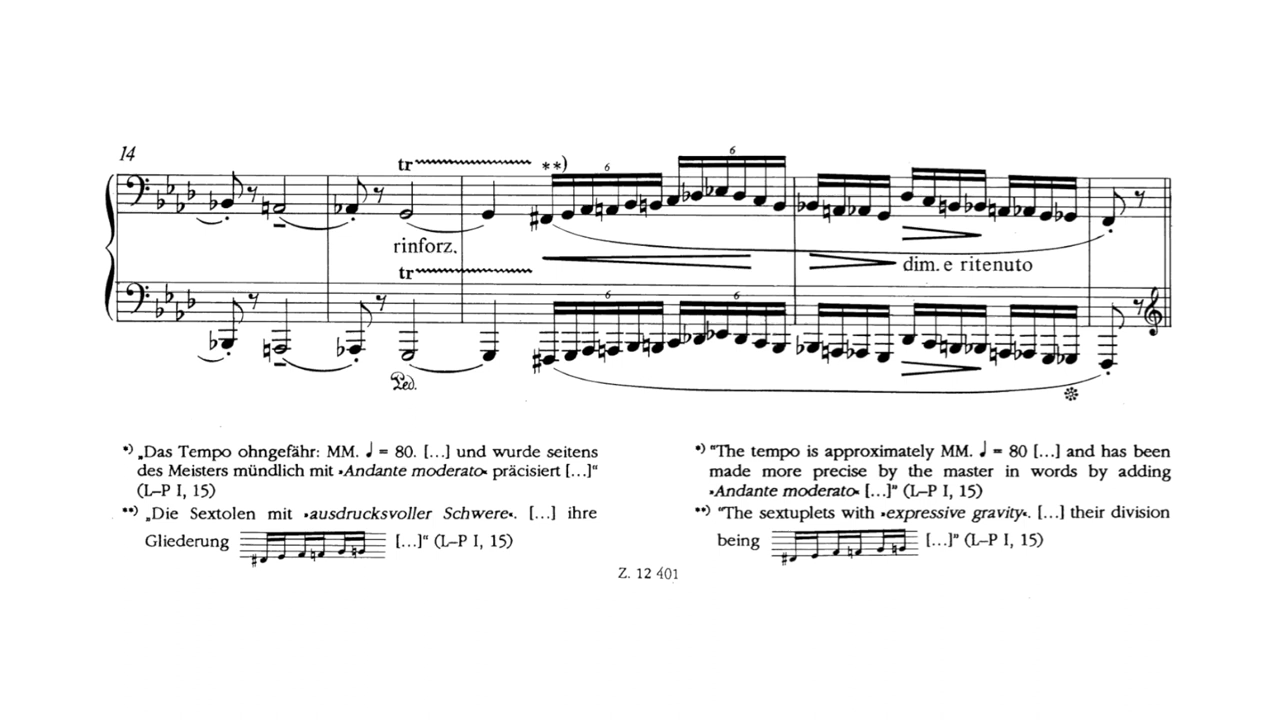 14
tr
**)
6
6
rinforz.
tr
dim. e ritenuto
6
6
Ped.
*) „Das Tempo ohngefähr: MM. ♩ = 80. [...] und wurde seitens
des Meisters mündlich mit »Andante moderato« präcisiert [...]“
(L–P I, 15)
**) „Die Sextolen mit »ausdrucksvoller Schwere«. [...] ihre
Gliederung [...]“ (L–P I, 15)
*) “The tempo is approximately MM. ♩ = 80 [...] and has been
made more precise by the master in words by adding
»Andante moderato« [...]” (L–P I, 15)
**) “The sextuplets with »expressive gravity«. [...] their division
being [...]” (L–P I, 15)
Z. 12 401